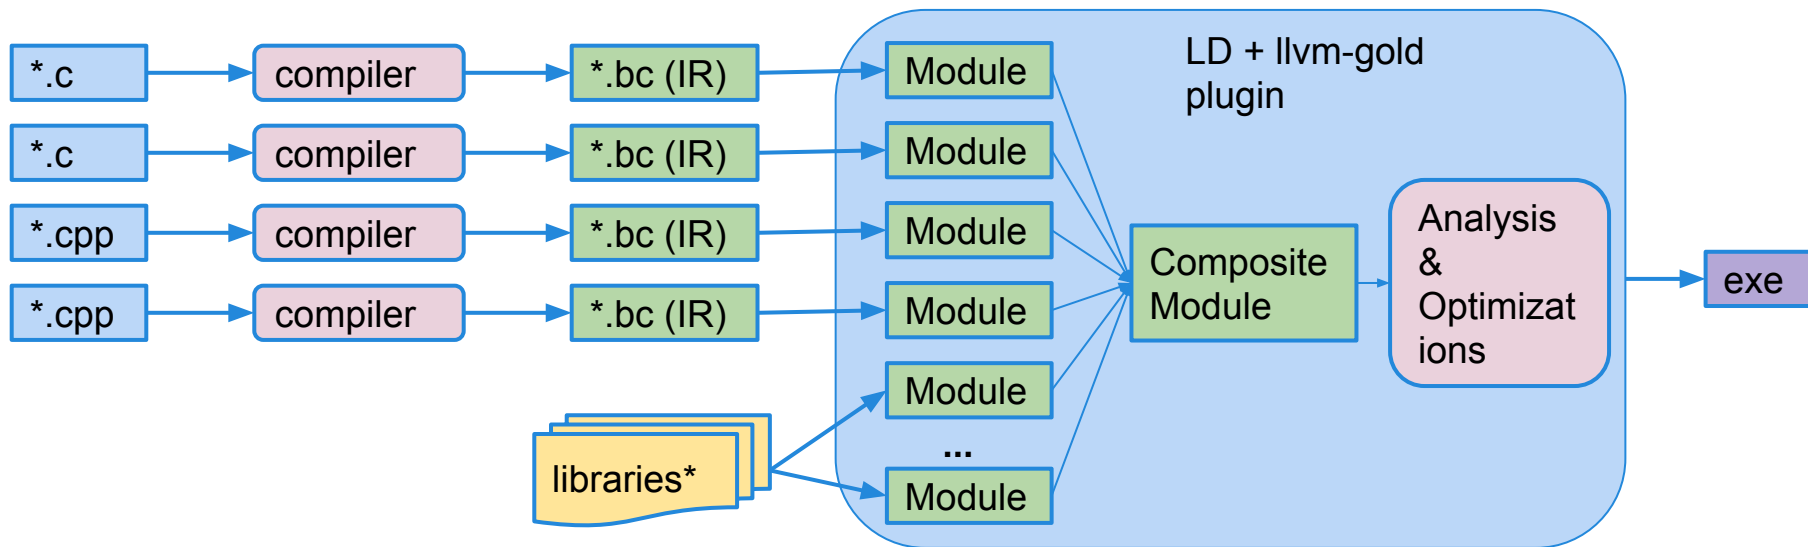 *.c
compiler
*.bc (IR)
Module
LD + llvm-gold
plugin
*.c
compiler
*.bc (IR)
Module
*.cpp
compiler
*.bc (IR)
Module
*.cpp
compiler
*.bc (IR)
Module
Composite
Module
Analysis
&
Optimizat
ions
exe
libraries*
Module
...
Module